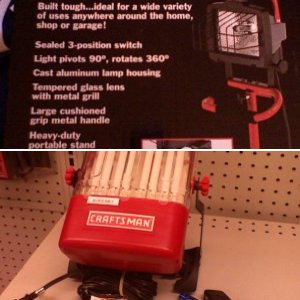 Built tough...ideal for a wide variety
of uses anywhere around the home,
shop or garage!
Sealed 3-position switch
Light pivots 90°, rotates 360°
Cast aluminum lamp housing
Tempered glass lens
with metal grill
Large cushioned
grip metal handle
Heavy-duty
portable stand
CRAFTSMAN